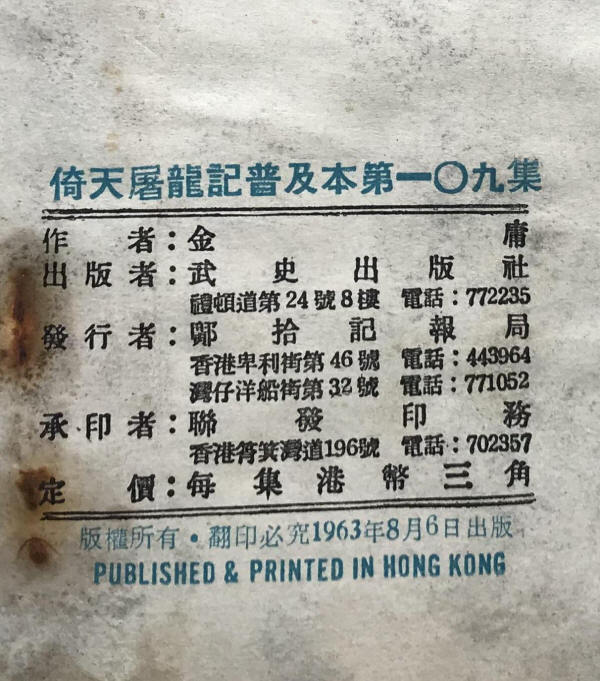 倚天屠龍記普及本第一〇九集
作者：金庸
出版者：武史出版社
禮頓道第24號8樓 電話：772235
發行者：鄺拾記報局
香港卑利街第46號 電話：443964
灣仔洋船街第32號 電話：771052
承印者：聯發印務
香港筲箕灣道196號 電話：702357
定價：每集港幣三角
版權所有・翻印必究1963年8月6日出版
PUBLISHED & PRINTED IN HONG KONG